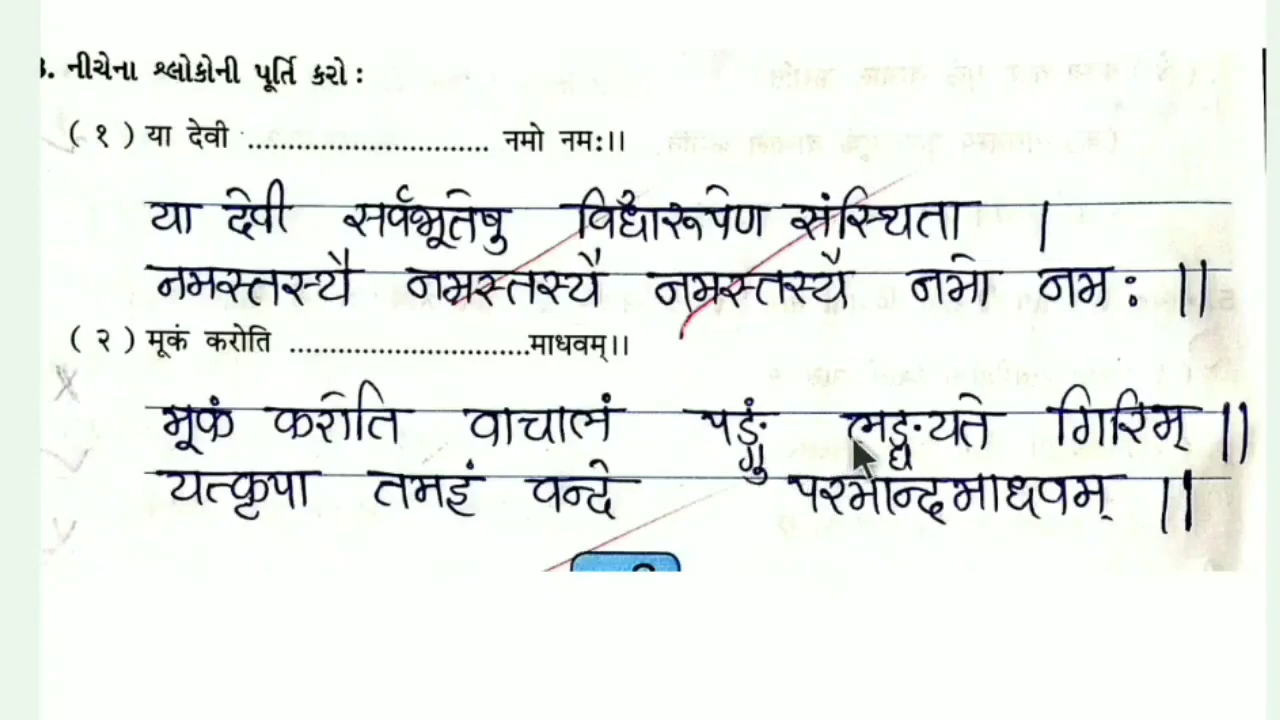 3. નીચેના શ્લોકોની પૂર્તિ કરો :
( १ ) या देवी .............................. नमो नमः।।
या देवी सर्वभूतेषु विद्यारूपेण संस्थिता |
नमस्तस्यै नमस्तस्यै नमस्तस्यै नमो नमः ||
( २ ) मूकं करोति ..............................माधवम्।।
मूकं करोति वाचालं पङ्गुं लङ्घयते गिरिम् ||
यत्कृपा तमहं वन्दे परमान्दमाधवम् ||